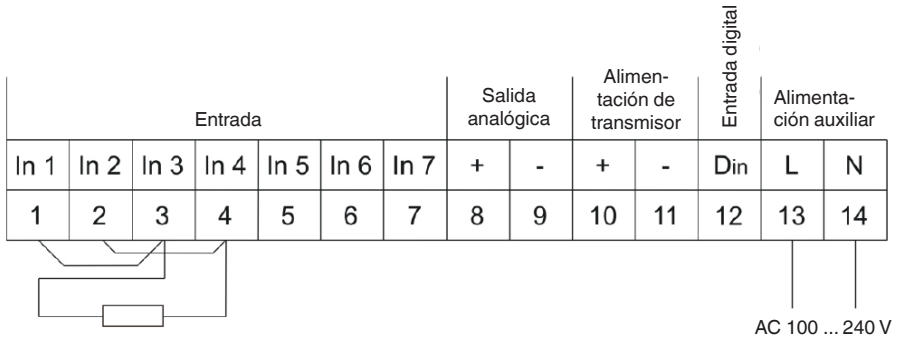 Entrada
Salida
analógica
Alimen-
tación de
transmisor
Entrada digital
Alimenta-
ción auxiliar
In 1 In 2 In 3 In 4 In 5 In 6 In 7 + - + - Din L N
1 2 3 4 5 6 7 8 9 10 11 12 13 14
AC 100 ... 240 V